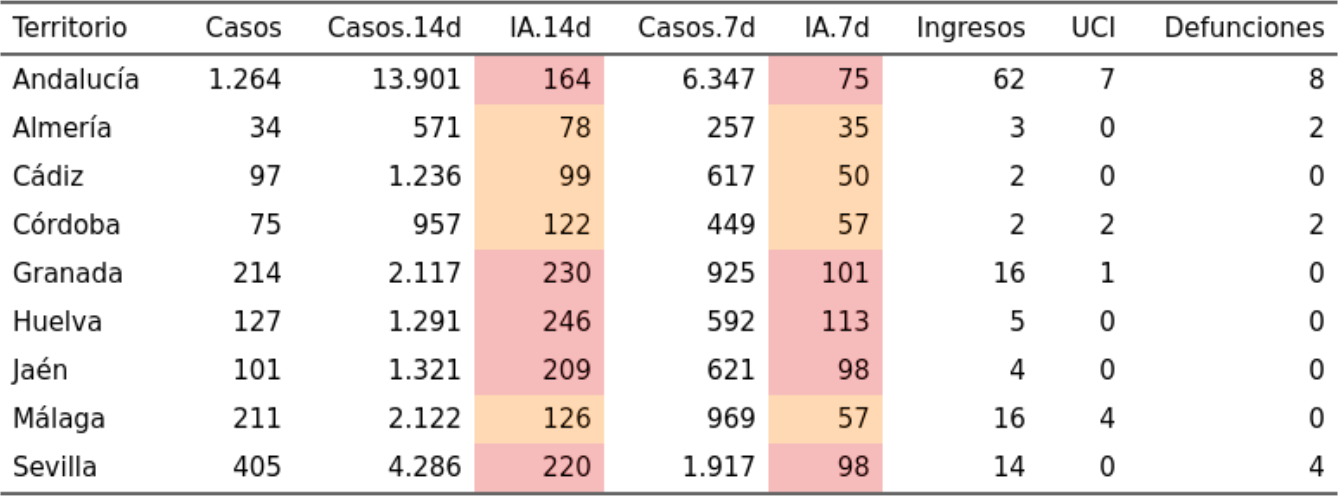 Territorio Casos Casos.14d IA.14d Casos.7d IA.7d Ingresos UCI Defunciones
Andalucía 1.264 13.901 164 6.347 75 62 7 8
Almería 34 571 78 257 35 3 0 2
Cádiz 97 1.236 99 617 50 2 0 0
Córdoba 75 957 122 449 57 2 2 2
Granada 214 2.117 230 925 101 16 1 0
Huelva 127 1.291 246 592 113 5 0 0
Jaén 101 1.321 209 621 98 4 0 0
Málaga 211 2.122 126 969 57 16 4 0
Sevilla 405 4.286 220 1.917 98 14 0 4